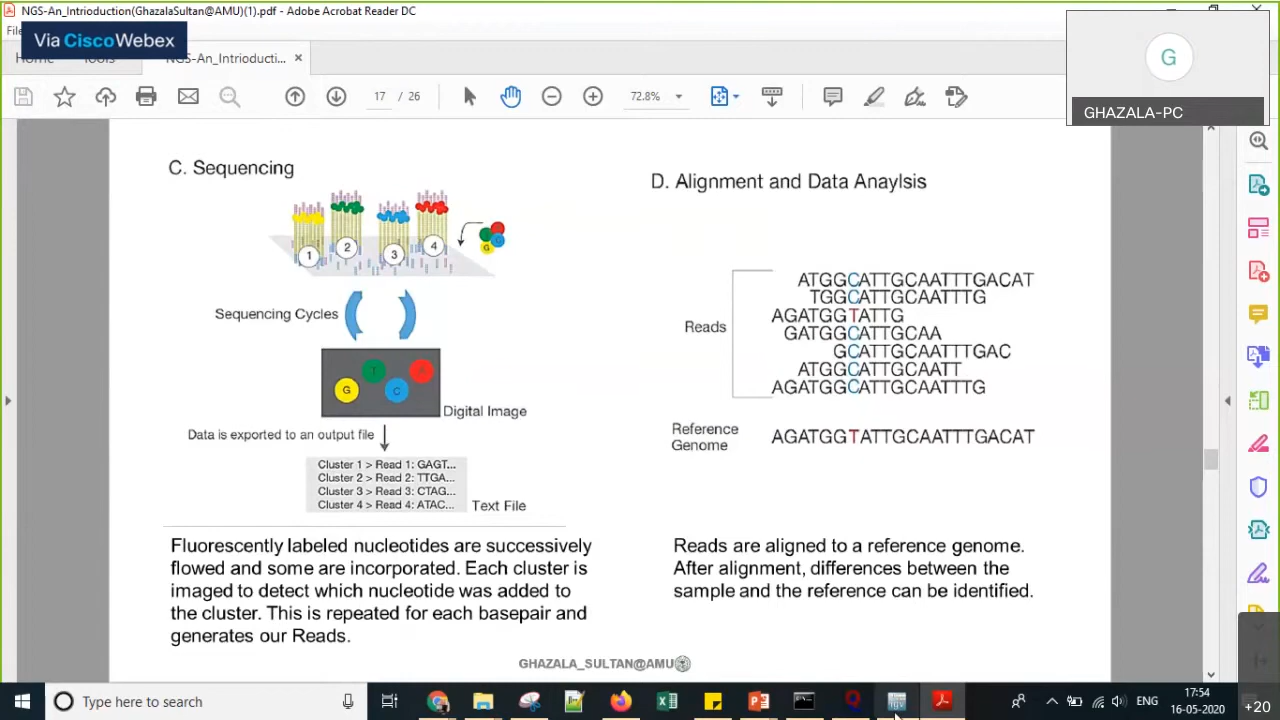 NGS-An_Intrioduction(GhazalaSultan@AMU)(1).pdf - Adobe Acrobat Reader DC
Via CiscoWebex
Home
Tools
NGS-An_Introducti...
G
GHAZALA-PC
17 / 26
72.8%
C. Sequencing
1
2
3
4
G
C
Sequencing Cycles
G
T
C
A
Digital Image
Data is exported to an output file
Cluster 1 > Read 1: GAGT...
Cluster 2 > Read 2: TTGA...
Cluster 3 > Read 3: CTAG...
Cluster 4 > Read 4: ATAC...
Text File
Fluorescently labeled nucleotides are successively
flowed and some are incorporated. Each cluster is
imaged to detect which nucleotide was added to
the cluster. This is repeated for each basepair and
generates our Reads.
D. Alignment and Data Anaylsis
Reads
ATGGCATTGCAATTTGACAT
TGGCATTGCAATTTG
AGATGGTATTG
GATGGCATTGCAA
GCATTGCAATTTGAC
ATGGCATTGCAATT
AGATGGCATTGCAATTTG
Reference
Genome
AGATGGTATTGCAATTTGACAT
Reads are aligned to a reference genome.
After alignment, differences between the
sample and the reference can be identified.
GHAZALA_SULTAN@AMU
Type here to search
ENG
17:54
16-05-2020
+20